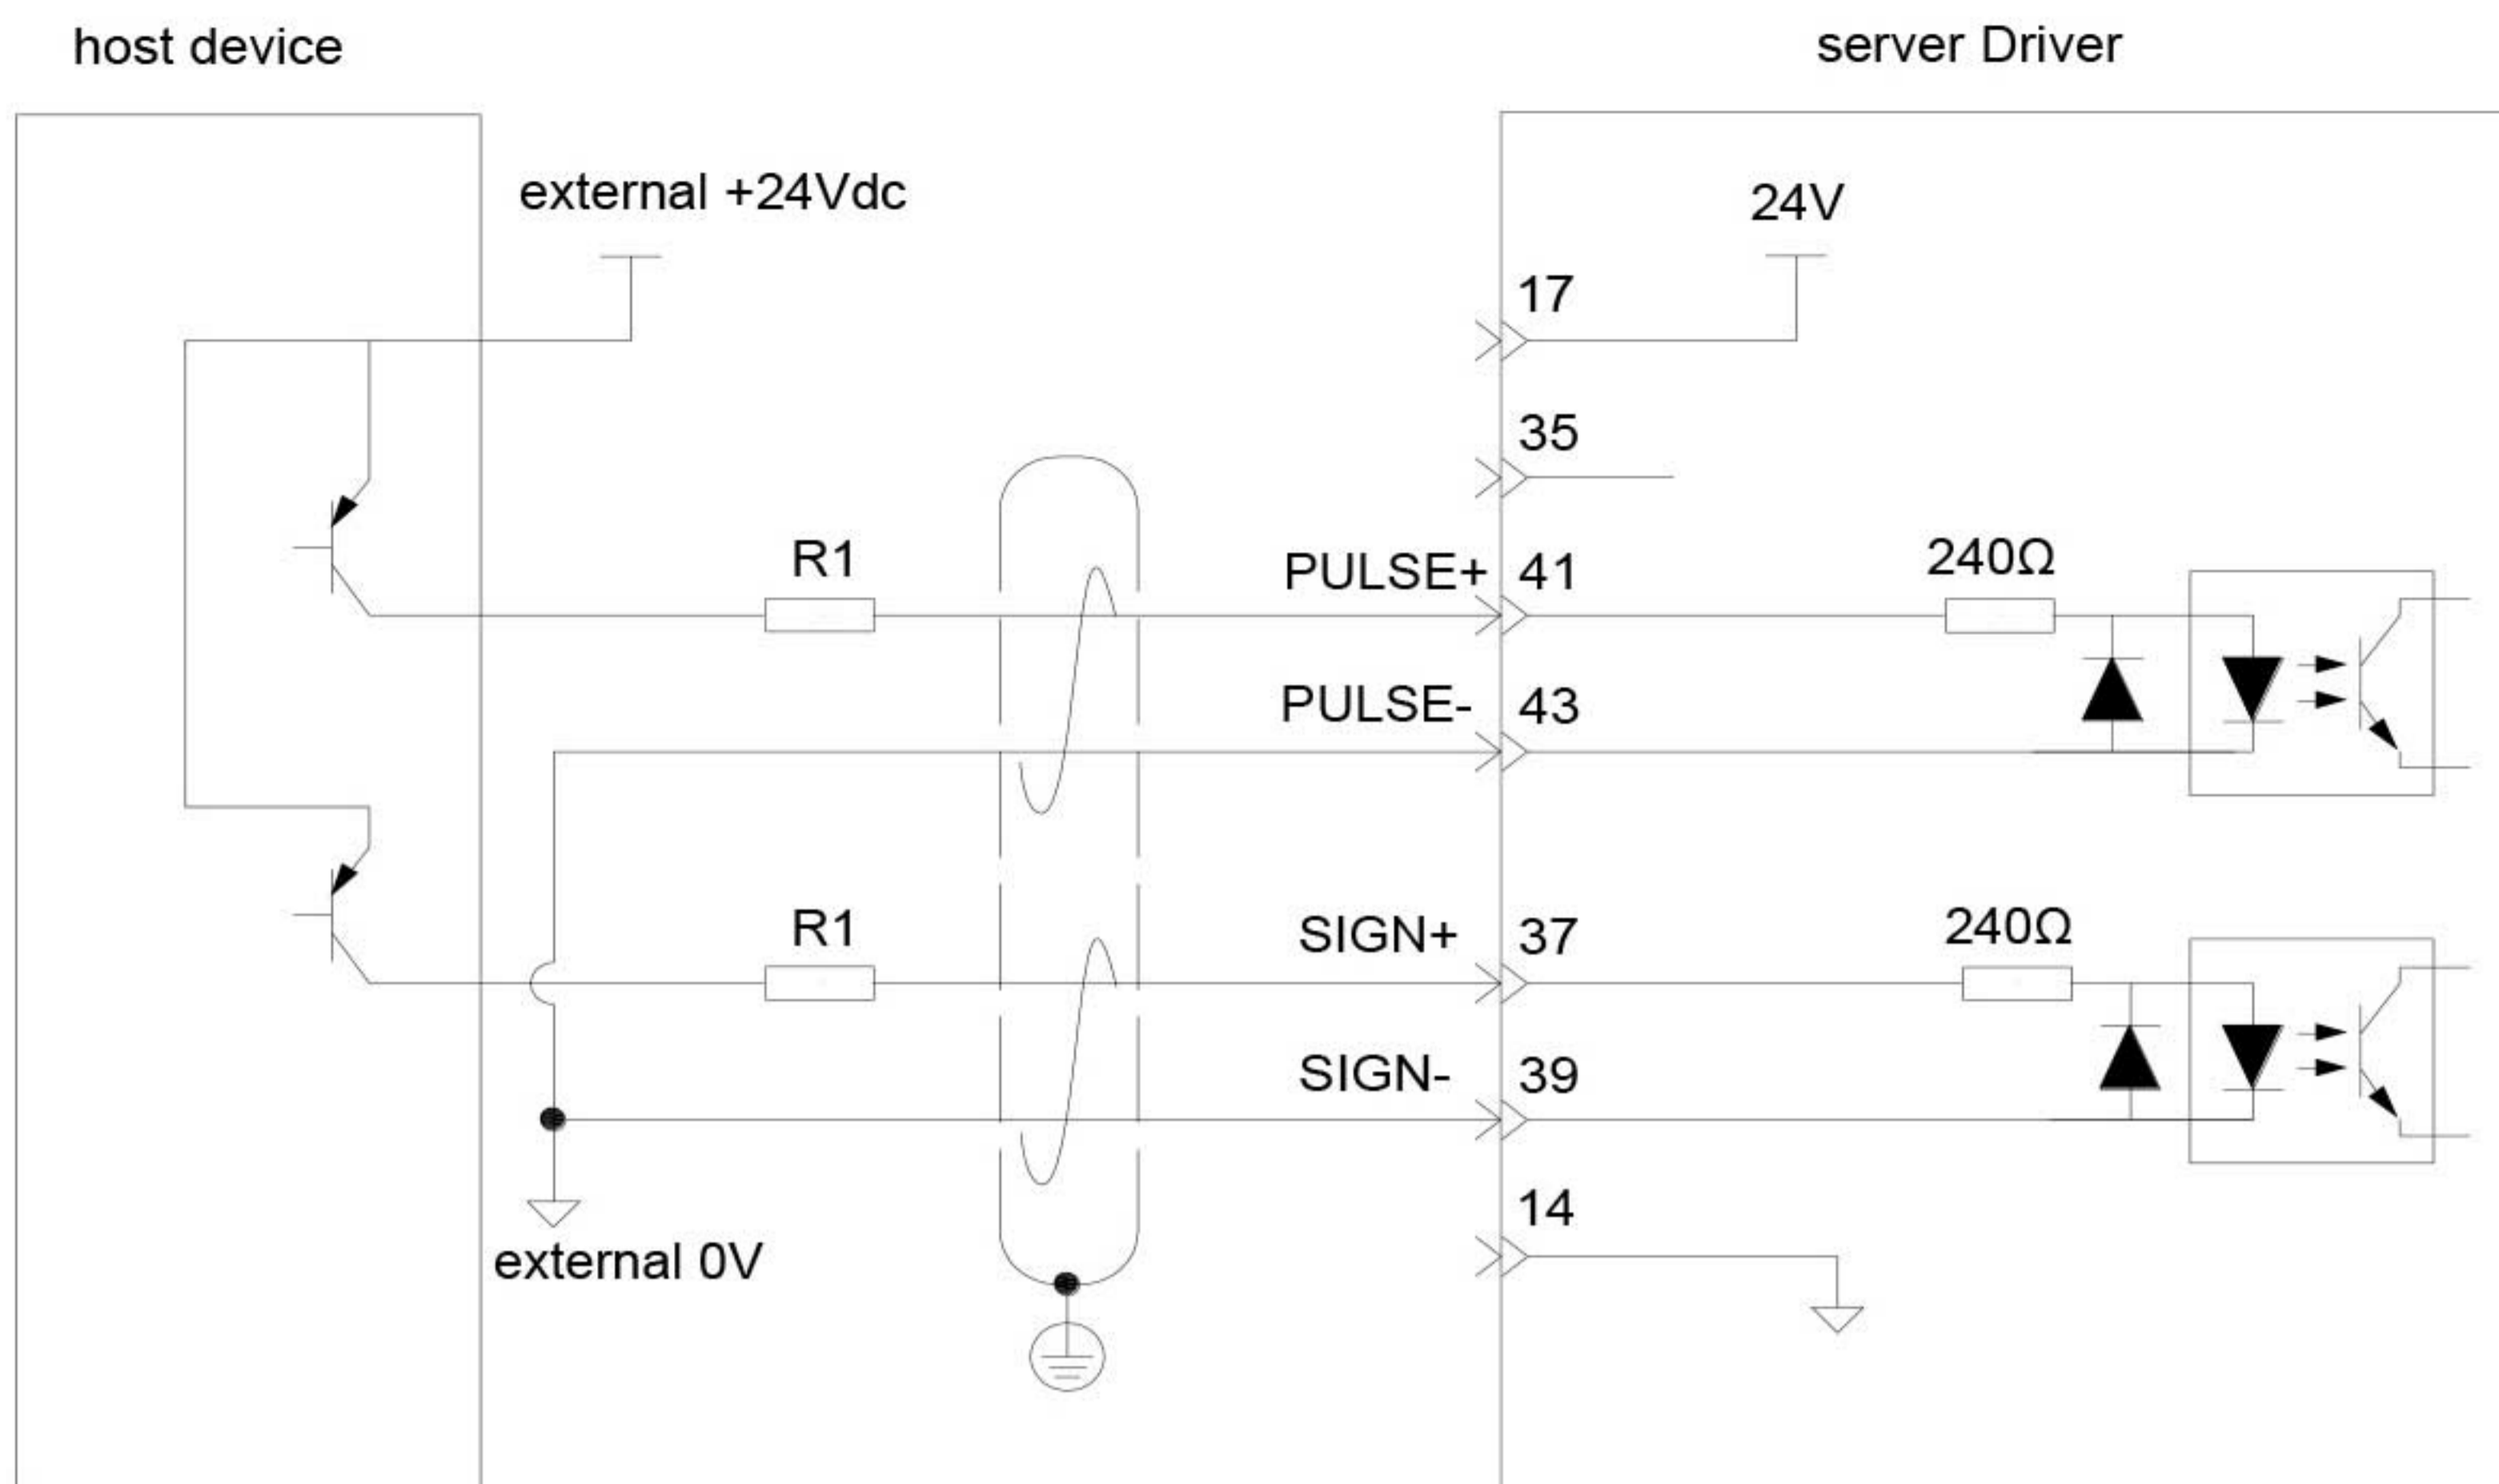 host device
server Driver
external +24Vdc
24V
17
35
R1
PULSE+
41
240Ω
PULSE-
43
R1
SIGN+
37
240Ω
SIGN-
39
14
external 0V